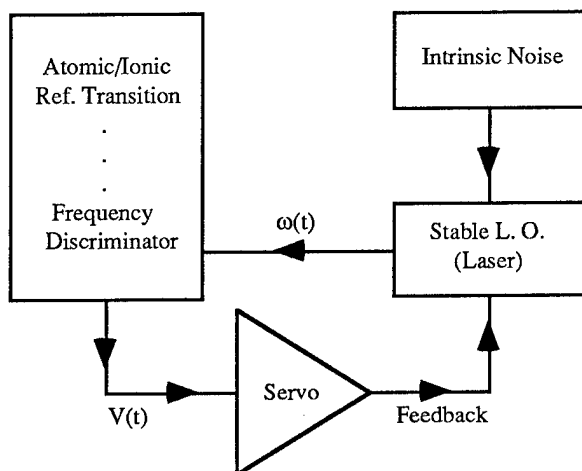 Atomic/Ionic
Ref. Transition
.
.
.
Frequency
Discriminator
Intrinsic Noise
Stable L. O.
(Laser)
ω(t)
V(t)
Servo
Feedback